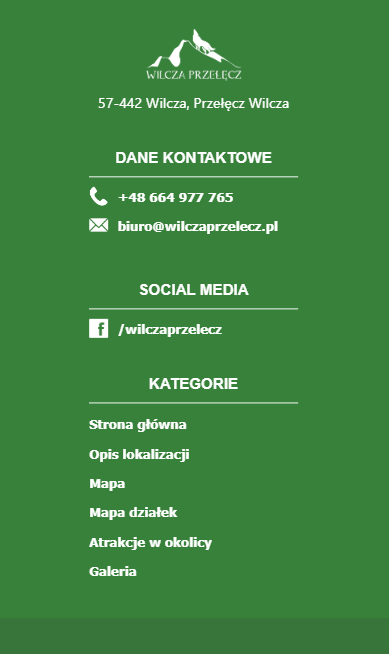 WILCZA PRZEŁĘCZ
57-442 Wilcza, Przełęcz Wilcza
DANE KONTAKTOWE
+48 664 977 765
biuro@wilczaprzelecz.pl
SOCIAL MEDIA
/wilczaprzelecz
KATEGORIE
Strona główna
Opis lokalizacji
Mapa
Mapa działek
Atrakcje w okolicy
Galeria